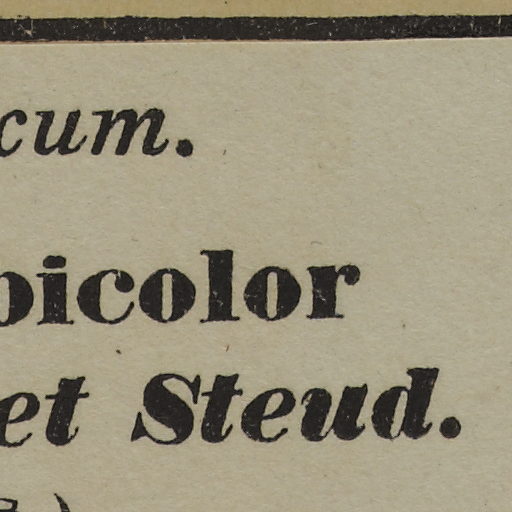 cum.
bicolor
et Steud.